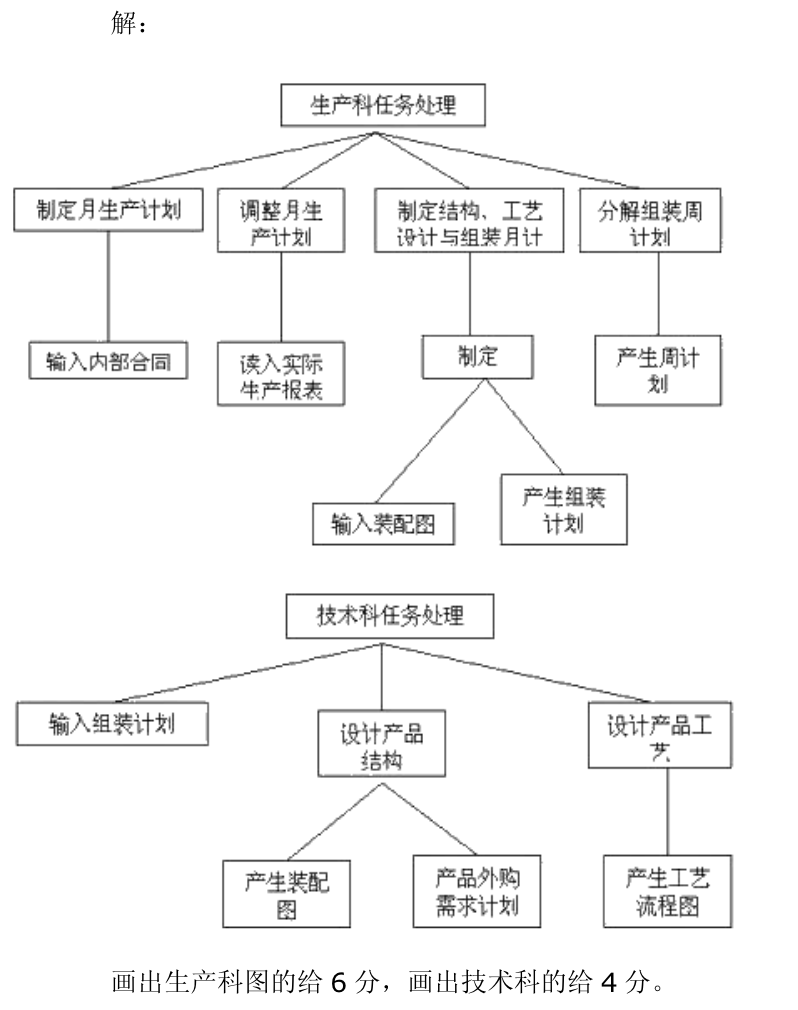 解：
生产科任务处理
制定月生产计划
调整月生
产计划
制定结构、工艺
设计与组装月计
分解组装周
计划
输入内部合同
读入实际
生产报表
制定
产生周计
划
输入装配图
产生组装
计划
技术科任务处理
输入组装计划
设计产品
结构
设计产品工
艺
产生装配
图
产品外购
需求计划
产生工艺
流程图
画出生产科图的给 6 分，画出技术科的给 4 分。